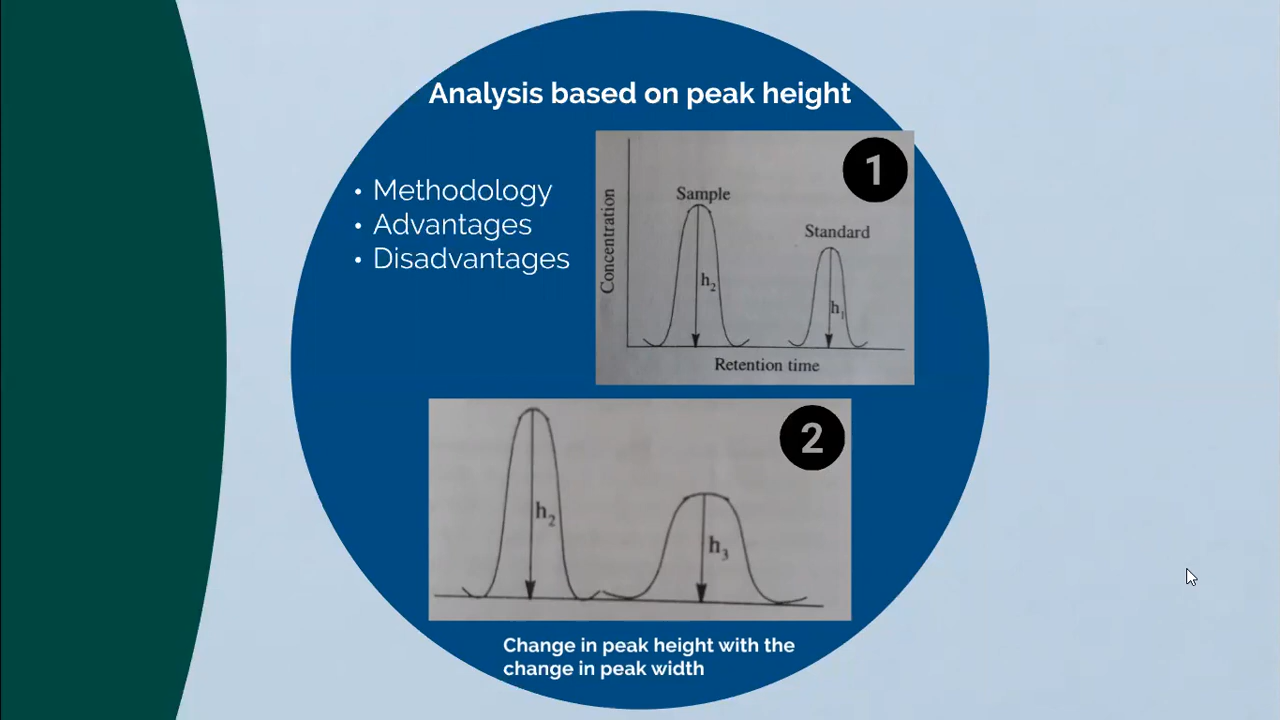 Analysis based on peak height
• Methodology
• Advantages
• Disadvantages
1
Sample
Standard
Concentration
h₂
h₁
Retention time
2
h₂
h₃
Change in peak height with the
change in peak width